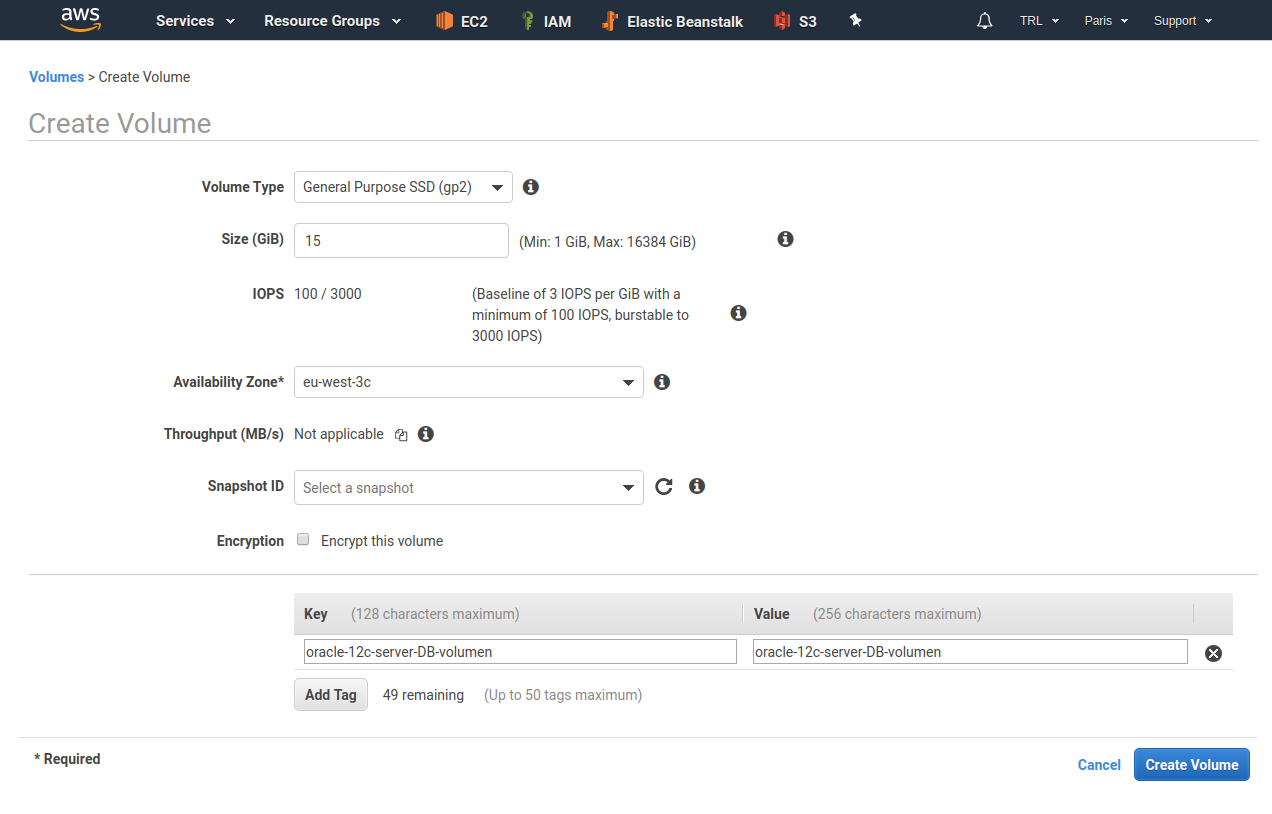 aws Services Resource Groups EC2 IAM Elastic Beanstalk S3 TRL Paris Support
Volumes > Create Volume
Create Volume
Volume Type General Purpose SSD (gp2)
Size (GiB) 15 (Min: 1 GiB, Max: 16384 GiB)
IOPS 100 / 3000 (Baseline of 3 IOPS per GiB with a
minimum of 100 IOPS, burstable to
3000 IOPS)
Availability Zone* eu-west-3c
Throughput (MB/s) Not applicable
Snapshot ID Select a snapshot
Encryption Encrypt this volume
Key (128 characters maximum) Value (256 characters maximum)
oracle-12c-server-DB-volumen oracle-12c-server-DB-volumen
Add Tag 49 remaining (Up to 50 tags maximum)
* Required
Cancel Create Volume